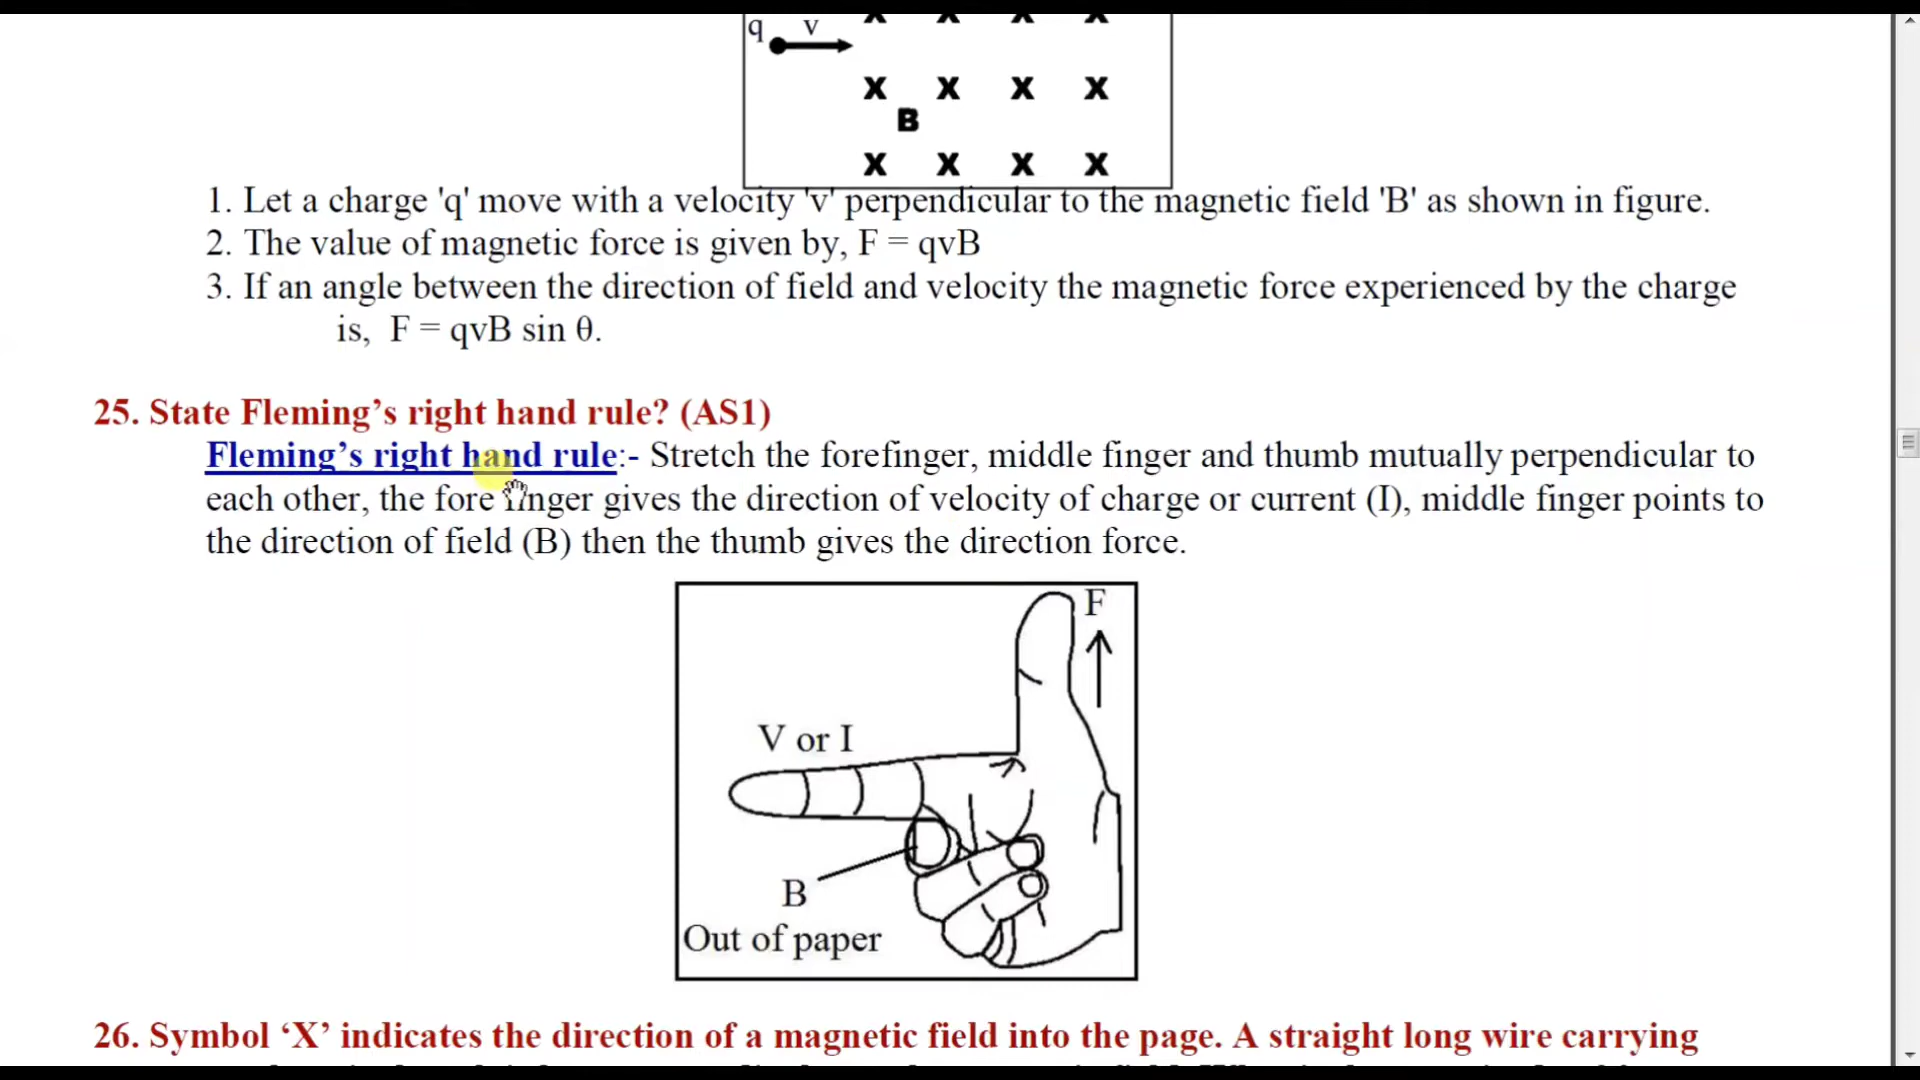 X X X X
q v
X X X X
B
X X X X
1. Let a charge 'q' move with a velocity 'v' perpendicular to the magnetic field 'B' as shown in figure.
2. The value of magnetic force is given by, F = qvB
3. If an angle between the direction of field and velocity the magnetic force experienced by the charge
is, F = qvB sin θ.
25. State Fleming’s right hand rule? (AS1)
Fleming’s right hand rule:- Stretch the forefinger, middle finger and thumb mutually perpendicular to
each other, the fore finger gives the direction of velocity of charge or current (I), middle finger points to
the direction of field (B) then the thumb gives the direction force.
F
V or I
B
Out of paper
26. Symbol ‘X’ indicates the direction of a magnetic field into the page. A straight long wire carrying